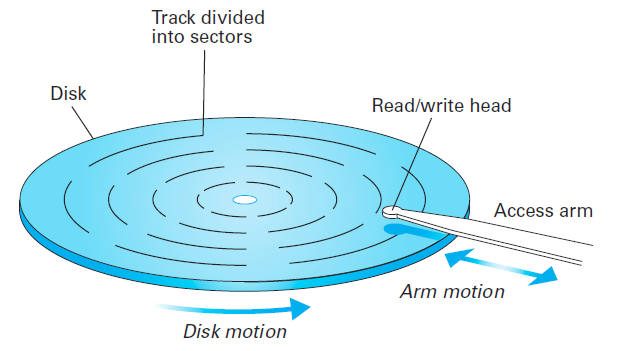 Track divided
into sectors
Disk
Read/write head
Access arm
Arm motion
Disk motion